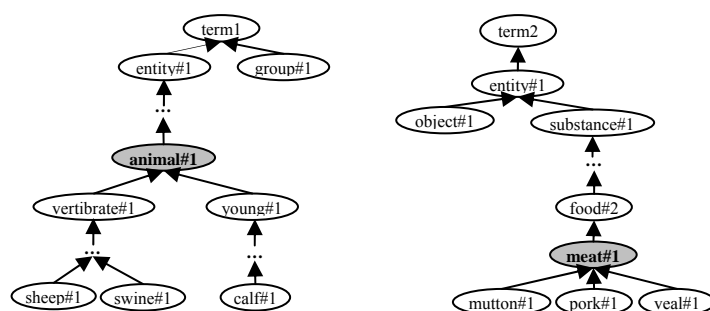 term1
entity#1 group#1
...
animal#1
vertibrate#1 young#1
...
...
sheep#1 swine#1 calf#1
term2
entity#1
object#1 substance#1
...
food#2
meat#1
mutton#1 pork#1 veal#1